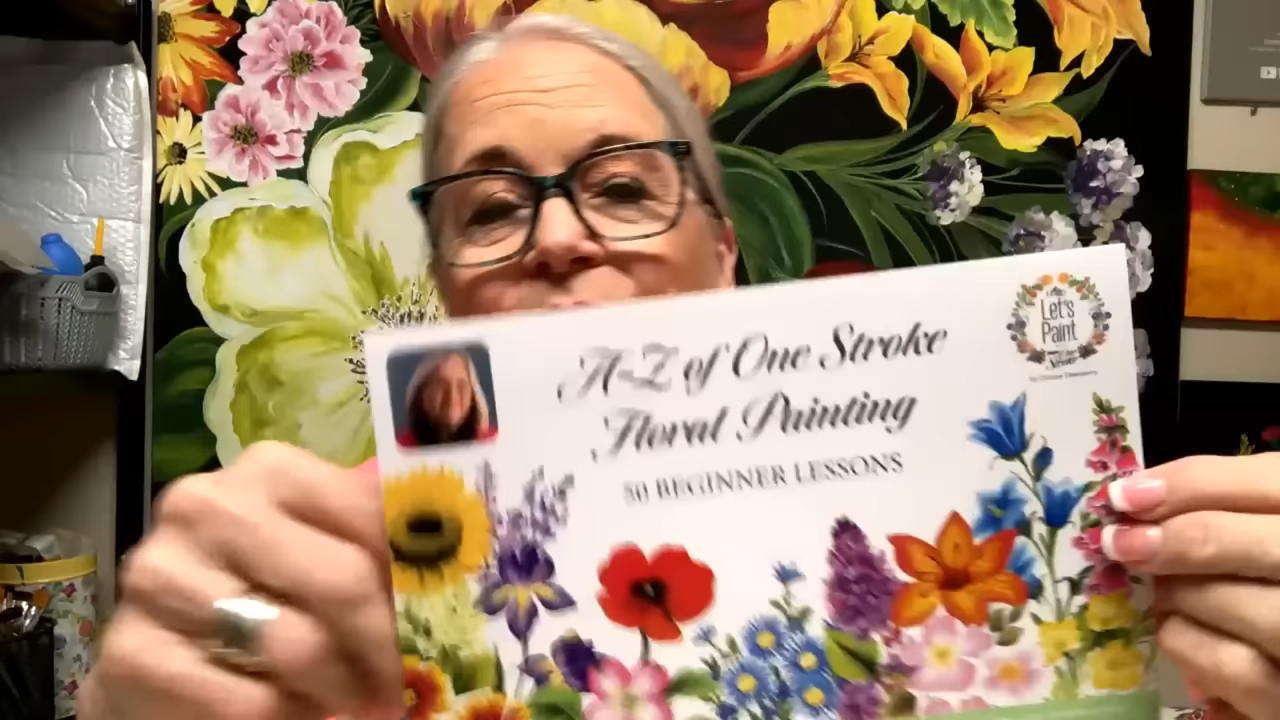 A-Z of One Stroke
Floral Painting
50 BEGINNER LESSONS
Let's
Paint